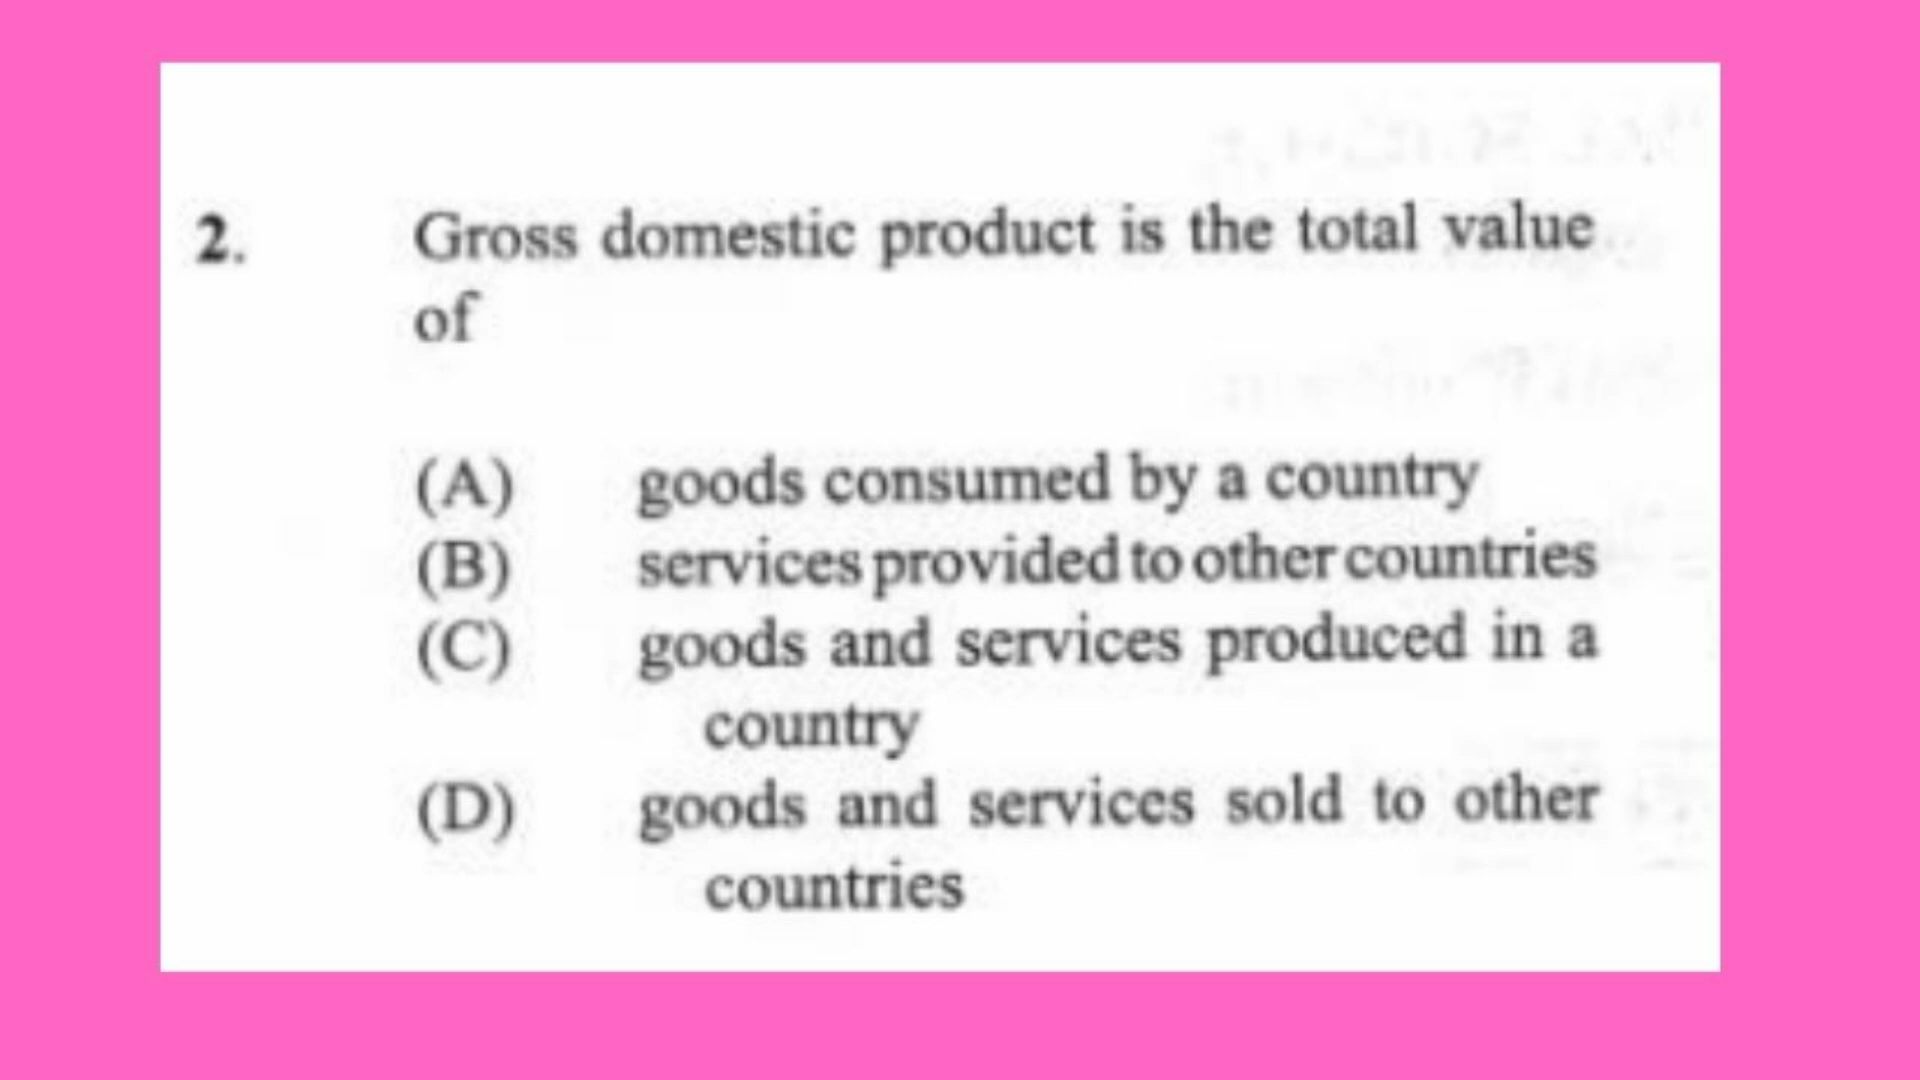 2. Gross domestic product is the total value
of
(A) goods consumed by a country
(B) services provided to other countries
(C) goods and services produced in a
country
(D) goods and services sold to other
countries